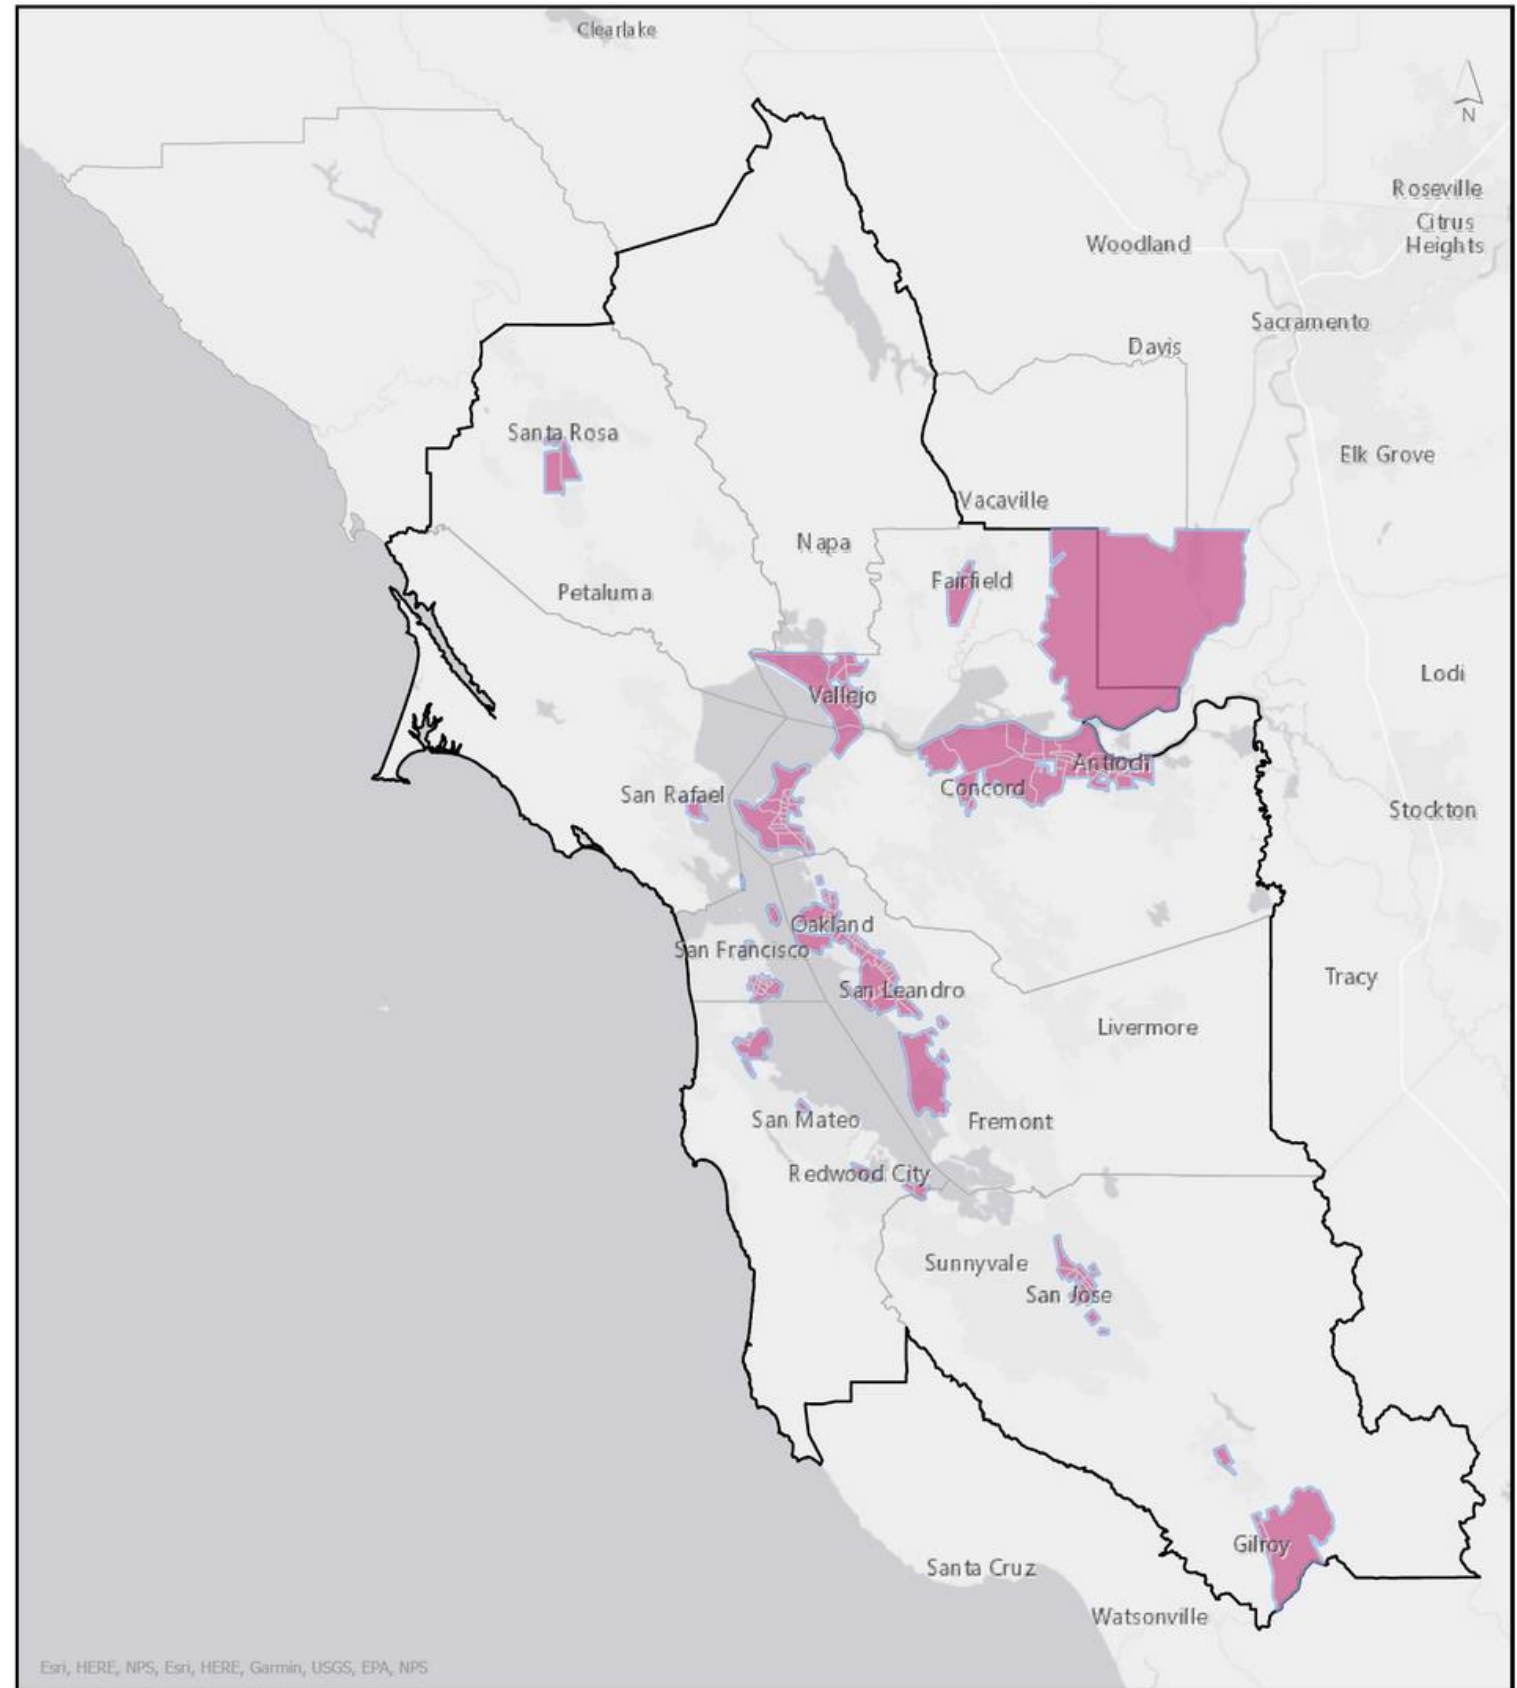 Clearlake
N
Roseville
Citrus
Heights
Woodland
Sacramento
Davis
Santa Rosa
Elk Grove
Vacaville
Napa
Fairfield
Petaluma
Lodi
Vallejo
Antioch
Concord
San Rafael
Stockton
Oakland
San Francisco
Tracy
San Leandro
Livermore
San Mateo
Fremont
Redwood City
Sunnyvale
San Jose
Gilroy
Santa Cruz
Watsonville
Esri, HERE, NPS, Esri, HERE, Garmin, USGS, EPA, NPS